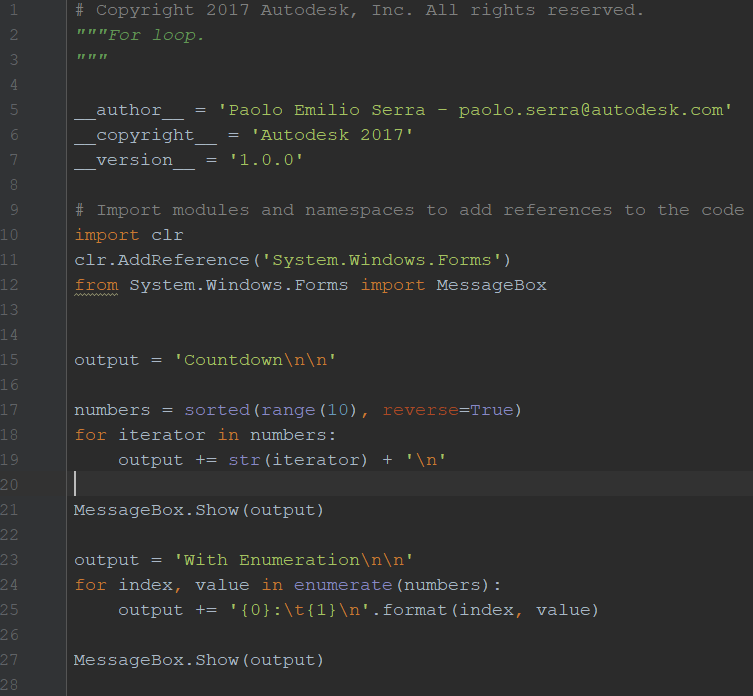 1 # Copyright 2017 Autodesk, Inc. All rights reserved.
2 """For loop.
3 """
4
5 __author__ = 'Paolo Emilio Serra - paolo.serra@autodesk.com'
6 __copyright__ = 'Autodesk 2017'
7 __version__ = '1.0.0'
8
9 # Import modules and namespaces to add references to the code
10 import clr
11 clr.AddReference('System.Windows.Forms')
12 from System.Windows.Forms import MessageBox
13
14
15 output = 'Countdown\n\n'
16
17 numbers = sorted(range(10), reverse=True)
18 for iterator in numbers:
19     output += str(iterator) + '\n'
20
21 MessageBox.Show(output)
22
23 output = 'With Enumeration\n\n'
24 for index, value in enumerate(numbers):
25     output += '{0}:\t{1}\n'.format(index, value)
26
27 MessageBox.Show(output)
28